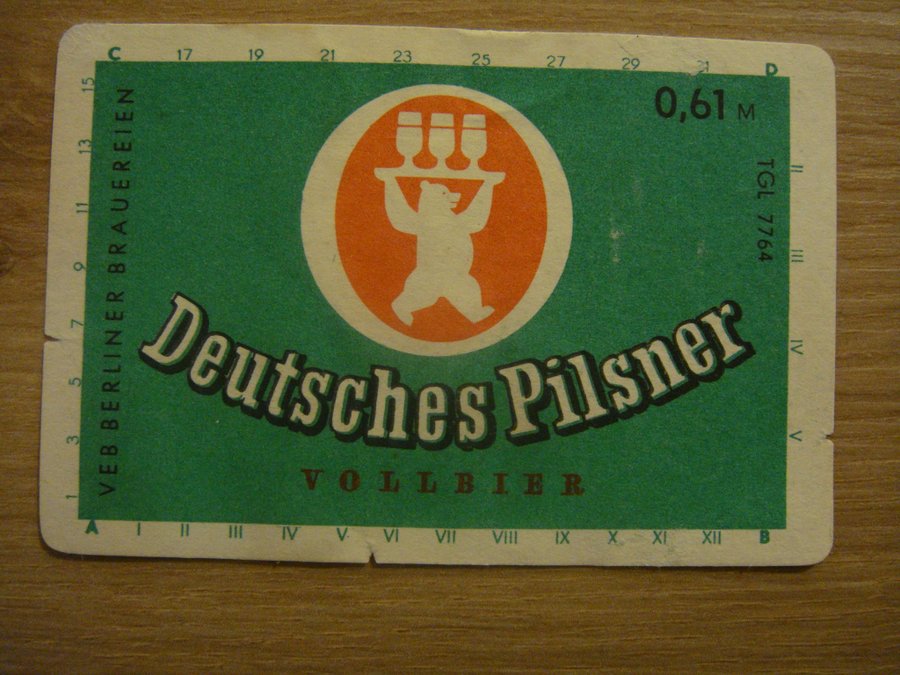 C 17 19 21 23 25 27 29 31 D
0,61 M
TGL 7764
VEB BERLINER BRAUEREIEN
15
13
11
9
7
5
3
1
II
III
IV
V
Deutsches Pilsner
VOLLBIER
A I II III IV V VI VII VIII IX X XI XII B